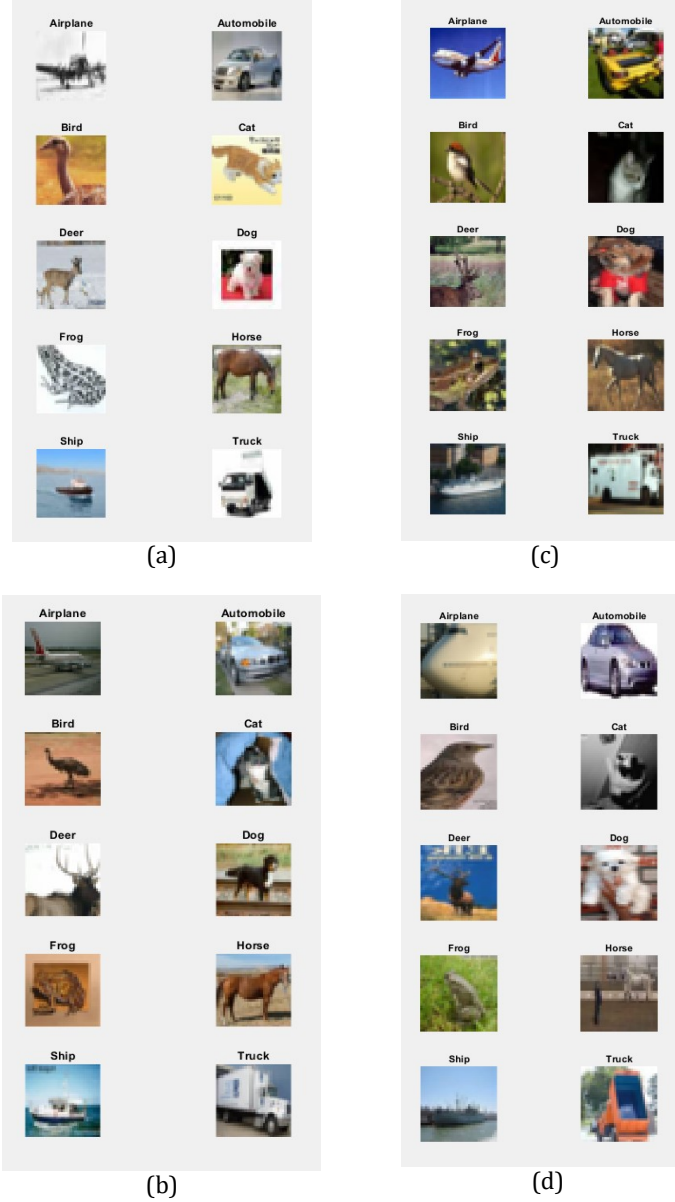 Airplane Automobile
Bird Cat
Deer Dog
Frog Horse
Ship Truck
(a)
Airplane Automobile
Bird Cat
Deer Dog
Frog Horse
Ship Truck
(c)
Airplane Automobile
Bird Cat
Deer Dog
Frog Horse
Ship Truck
(b)
Airplane Automobile
Bird Cat
Deer Dog
Frog Horse
Ship Truck
(d)